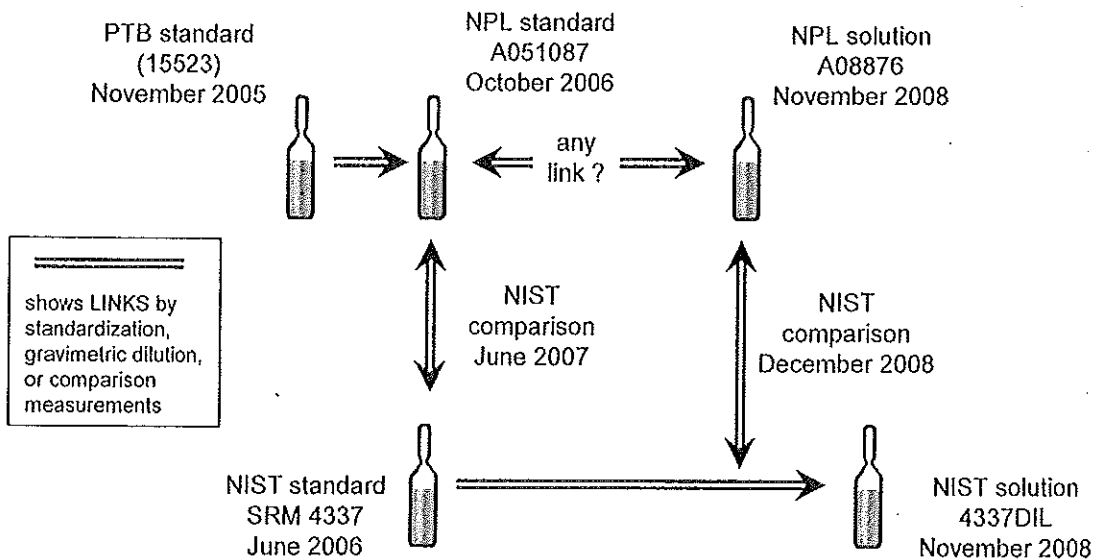 PTB standard
(15523)
November 2005
NPL standard
A051087
October 2006
NPL solution
A08876
November 2008
any
link ?
shows LINKS by
standardization,
gravimetric dilution,
or comparison
measurements
NIST
comparison
June 2007
NIST
comparison
December 2008
NIST standard
SRM 4337
June 2006
NIST solution
4337DIL
November 2008